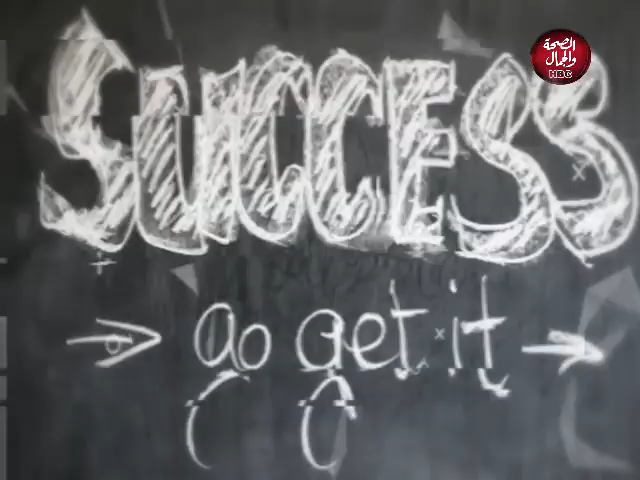 الصحة
والجمال
HBC
SUCCESS
→ go get it →